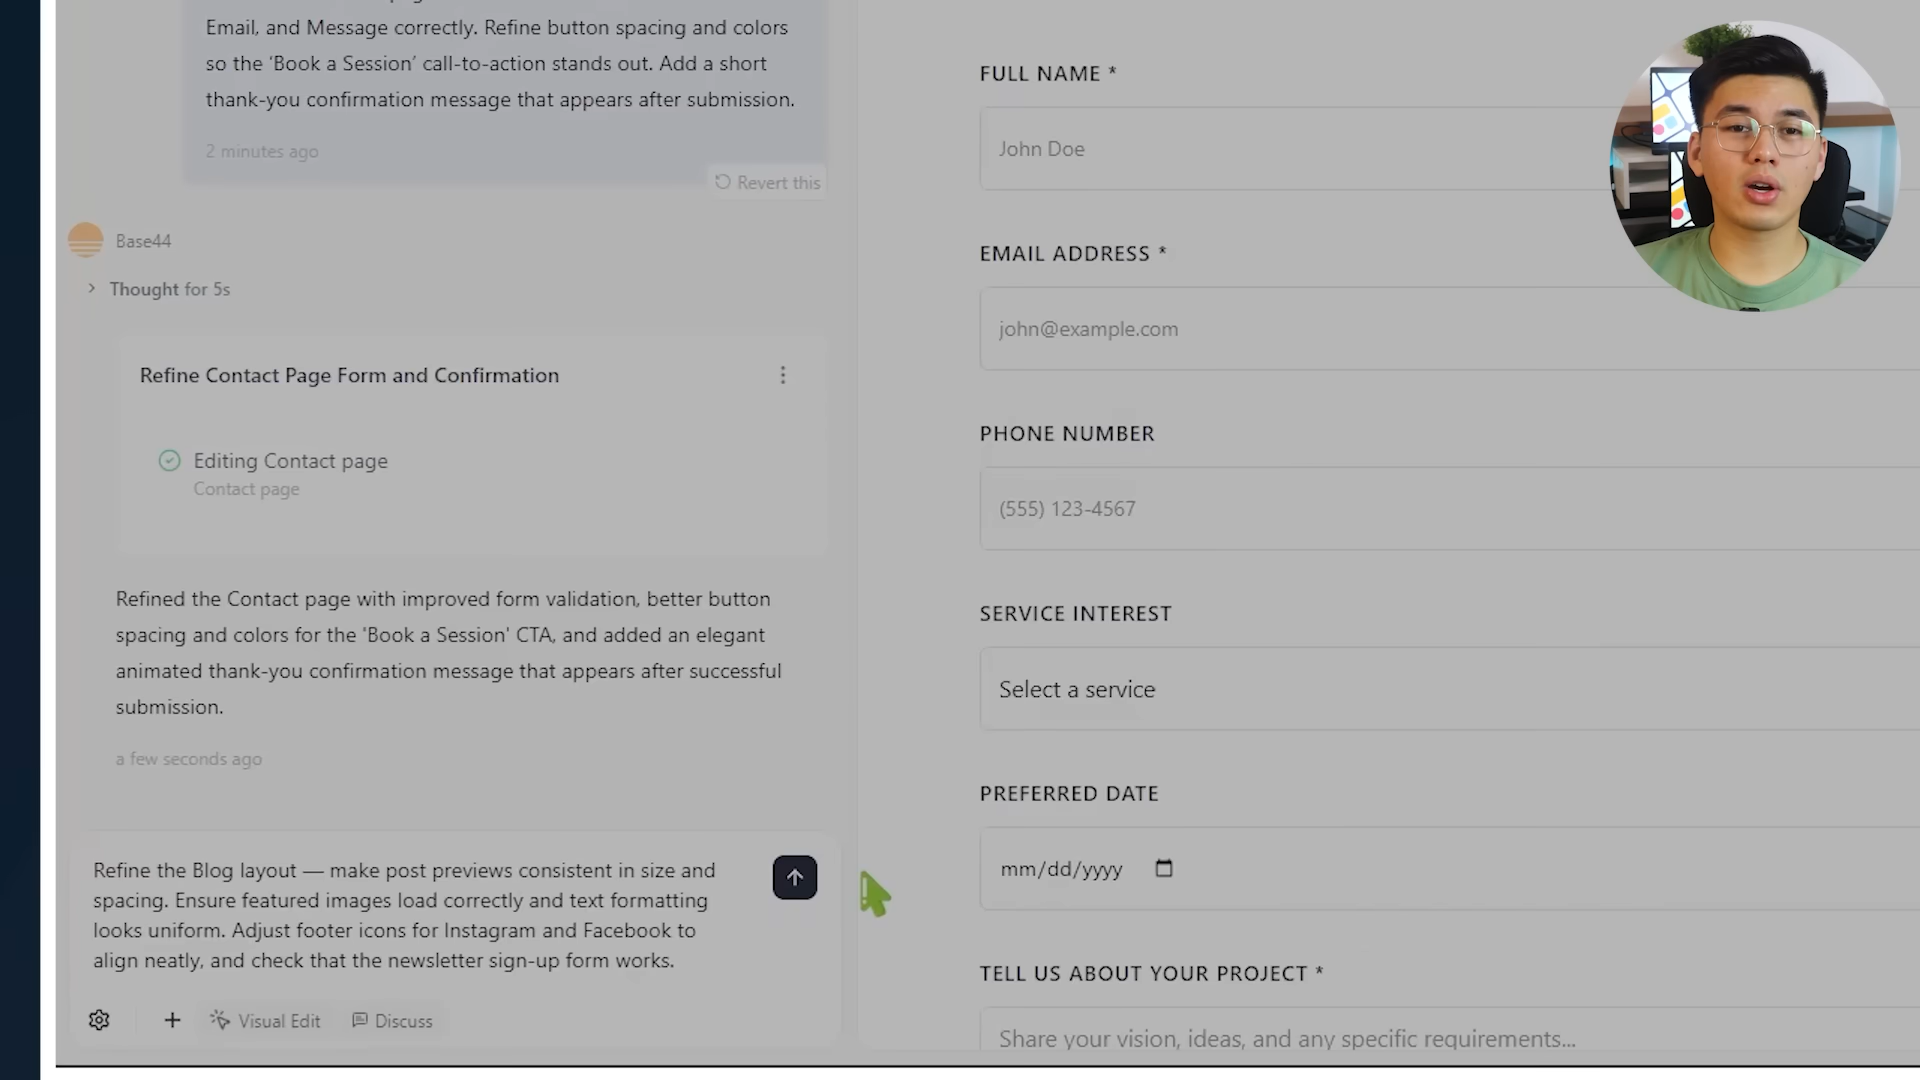 Email, and Message correctly. Refine button spacing and colors
so the ‘Book a Session’ call-to-action stands out. Add a short
thank-you confirmation message that appears after submission.
2 minutes ago
Revert this
Base44
Thought for 5s
Refine Contact Page Form and Confirmation
Editing Contact page
Contact page
Refined the Contact page with improved form validation, better button
spacing and colors for the 'Book a Session' CTA, and added an elegant
animated thank-you confirmation message that appears after successful
submission.
a few seconds ago
Refine the Blog layout — make post previews consistent in size and
spacing. Ensure featured images load correctly and text formatting
looks uniform. Adjust footer icons for Instagram and Facebook to
align neatly, and check that the newsletter sign-up form works.
Visual Edit
Discuss
FULL NAME *
John Doe
EMAIL ADDRESS *
john@example.com
PHONE NUMBER
(555) 123-4567
SERVICE INTEREST
Select a service
PREFERRED DATE
mm/dd/yyyy
TELL US ABOUT YOUR PROJECT *
Share your vision, ideas, and any specific requirements...